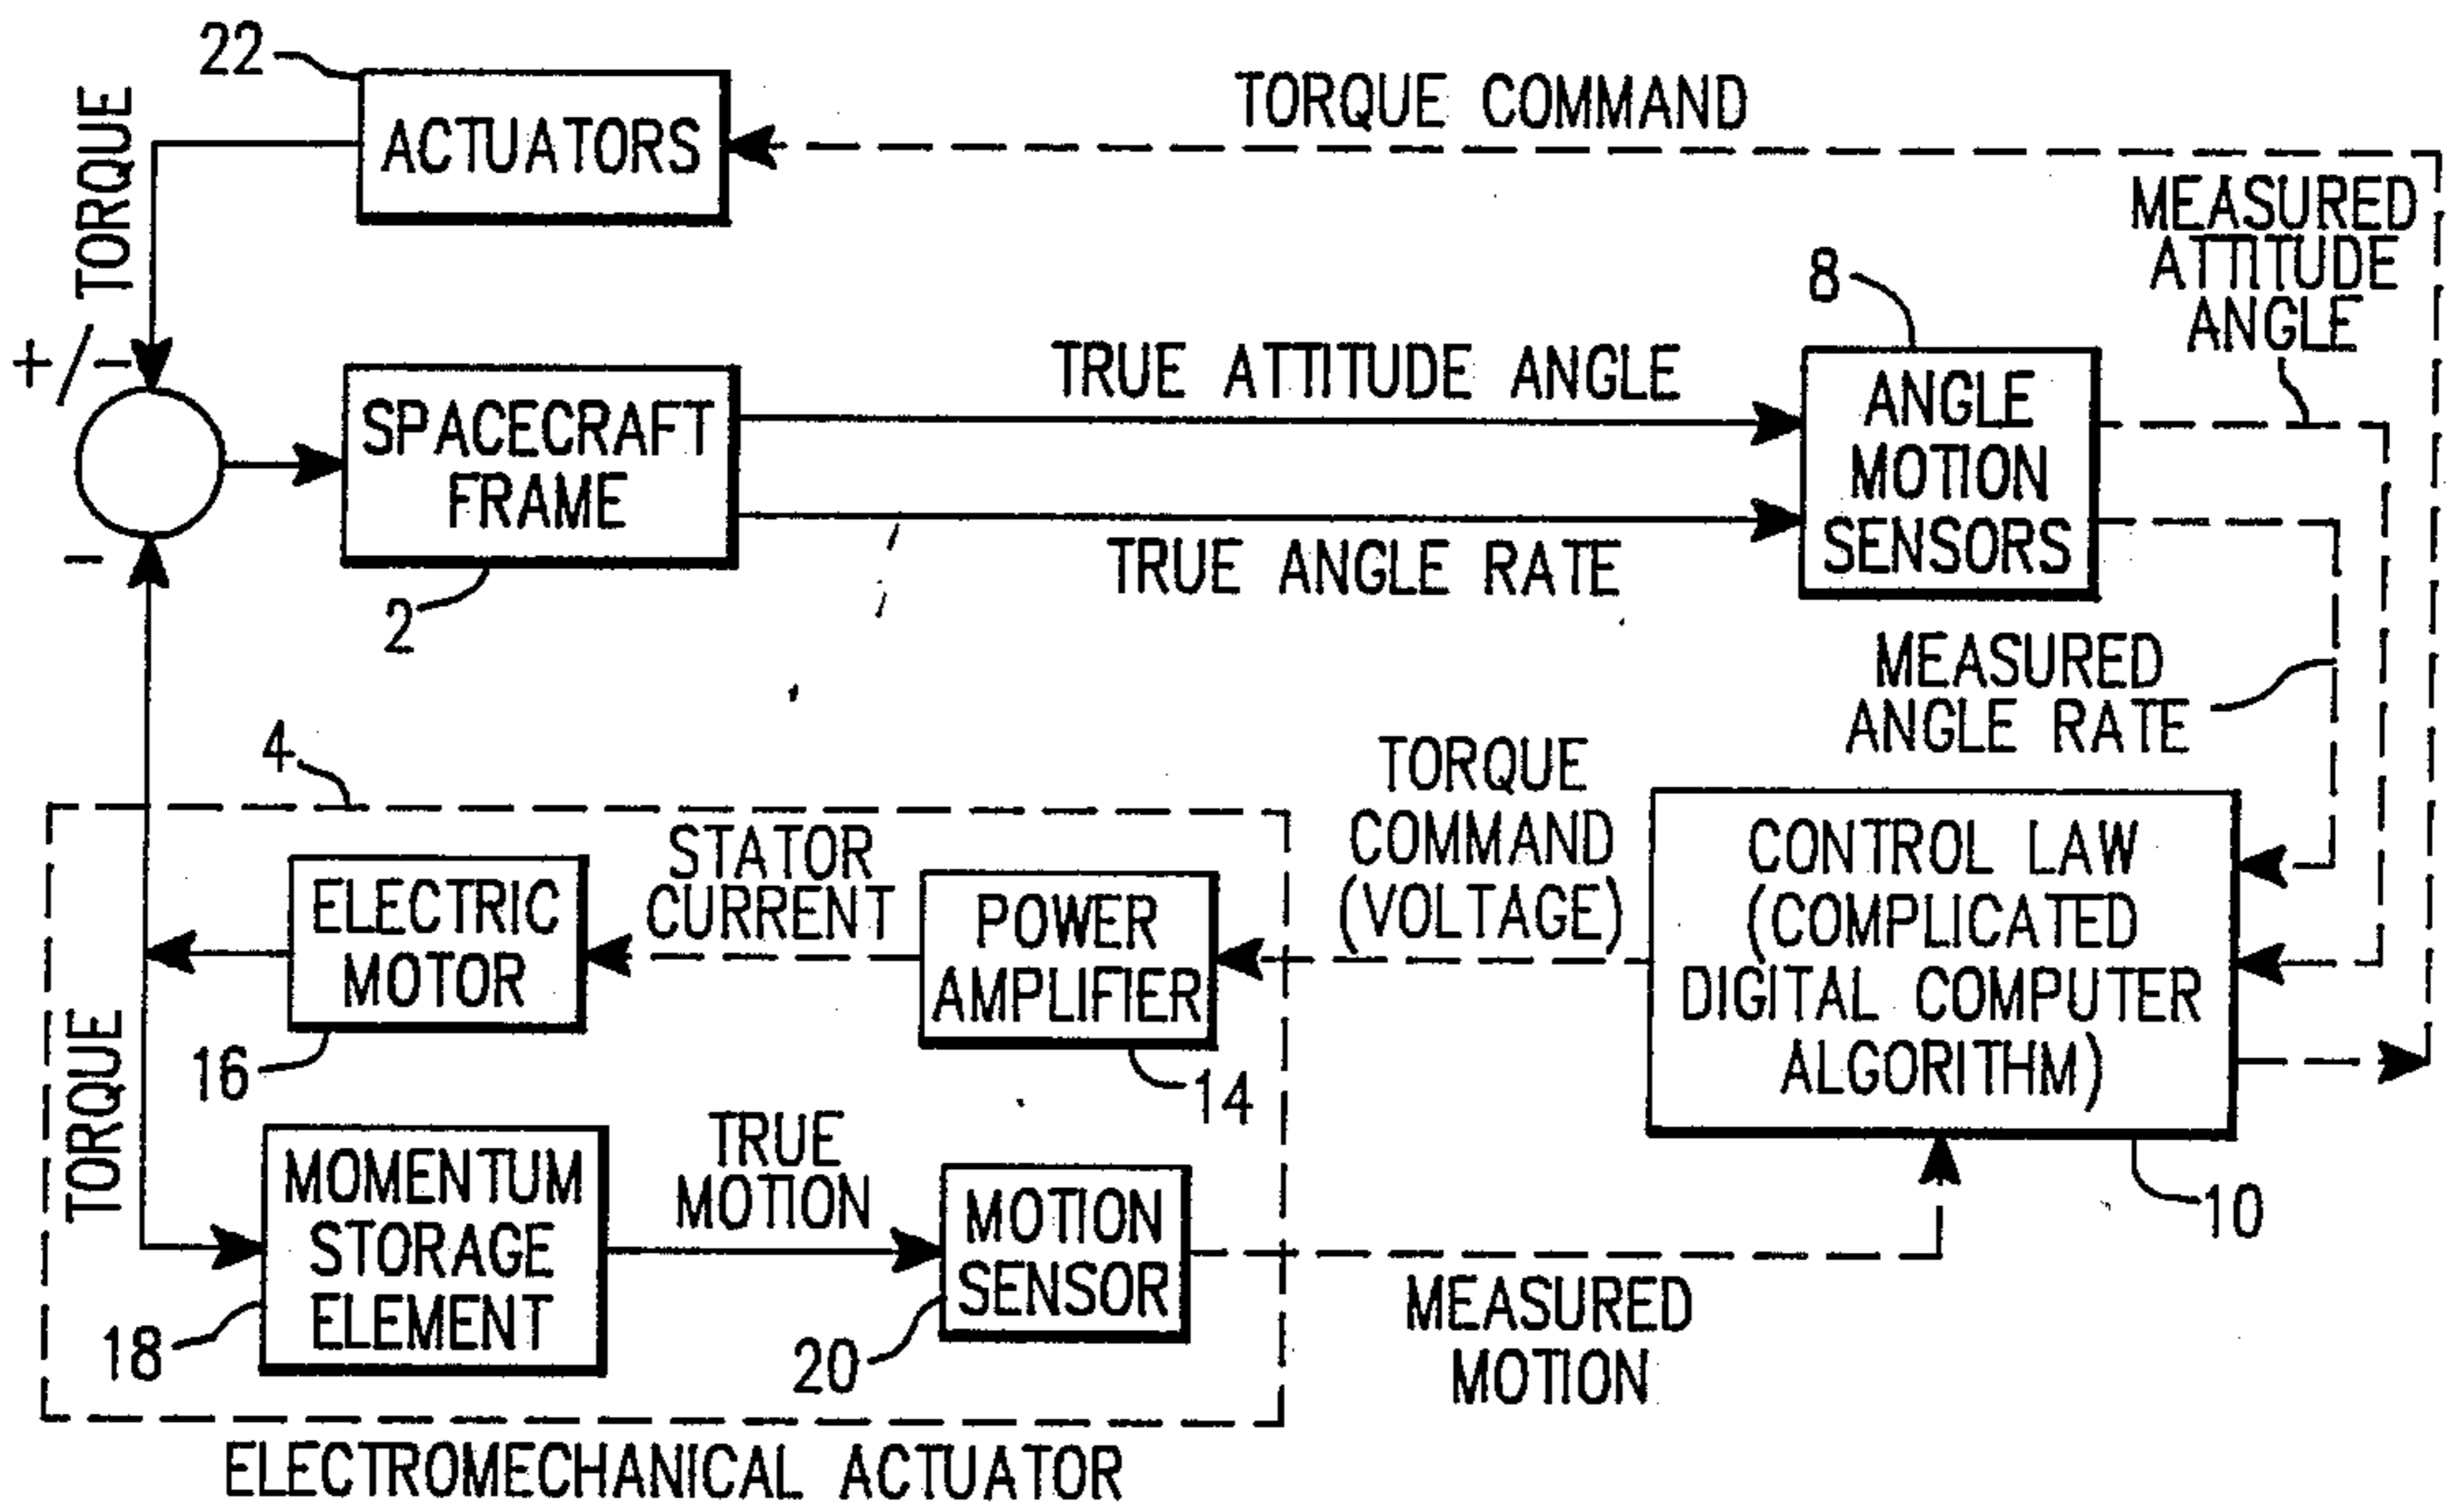 22
ACTUATORS
TORQUE
TORQUE COMMAND
MEASURED
ATTITUDE
ANGLE
8
+/-
SPACECRAFT
FRAME
2
-
TRUE ATTITUDE ANGLE
TRUE ANGLE RATE
ANGLE
MOTION
SENSORS
MEASURED
ANGLE RATE
4
ELECTRIC
MOTOR
16
STATOR
CURRENT
POWER
AMPLIFIER
14
TORQUE
COMMAND
(VOLTAGE)
CONTROL LAW
(COMPLICATED
DIGITAL COMPUTER
ALGORITHM)
10
TORQUE
MOMENTUM
STORAGE
ELEMENT
18
TRUE
MOTION
MOTION
SENSOR
20
MEASURED
MOTION
ELECTROMECHANICAL ACTUATOR